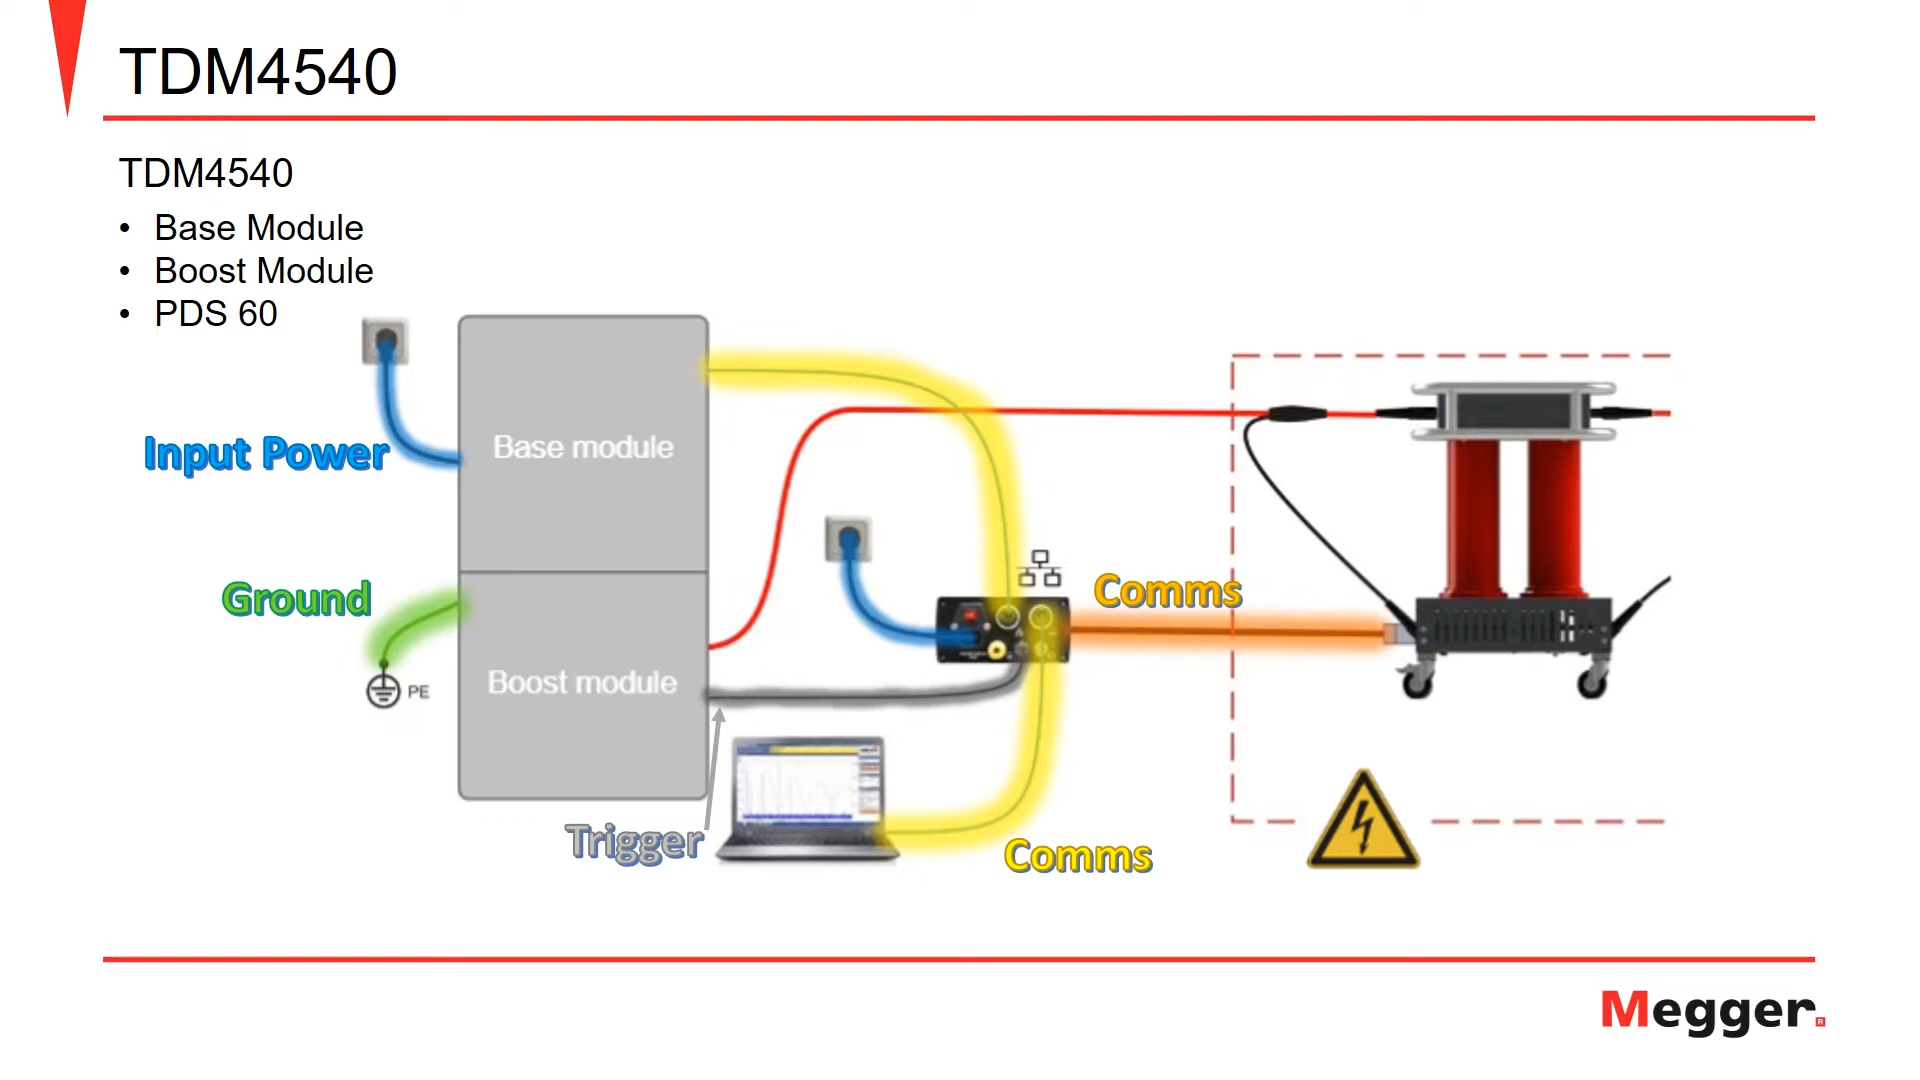 TDM4540
TDM4540
• Base Module
• Boost Module
• PDS 60
Base module
Input Power
Ground
Comms
PE
Boost module
Trigger
Comms
Megger